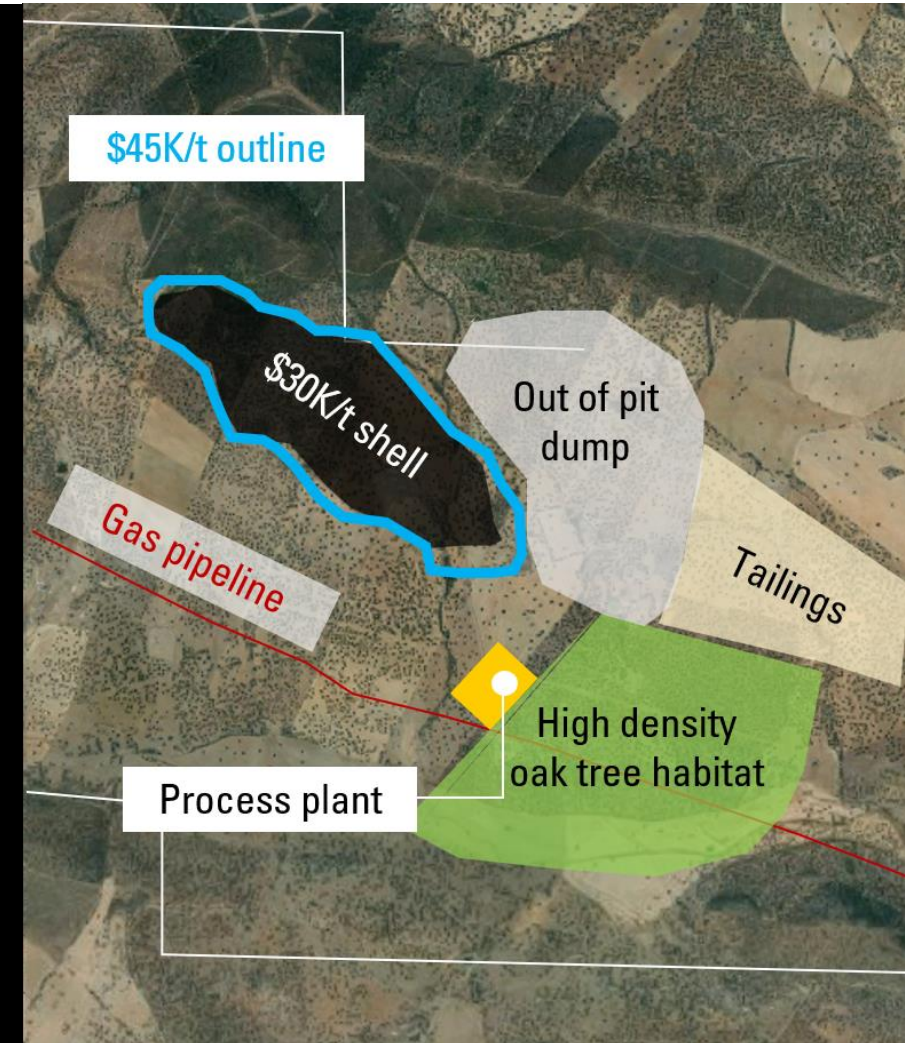 $45K/t outline
$30K/t shell
Out of pit
dump
Gas pipeline
Tailings
High density
oak tree habitat
Process plant